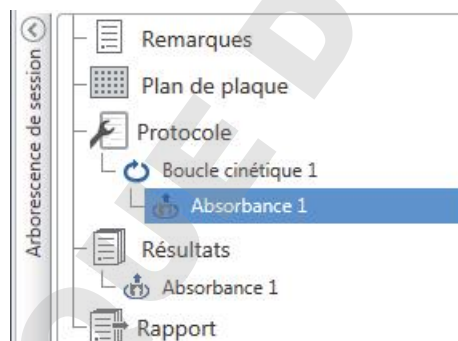 Arborescence de session
Remarques
Plan de plaque
Protocole
Boucle cinétique 1
Absorbance 1
Résultats
Absorbance 1
Rapport